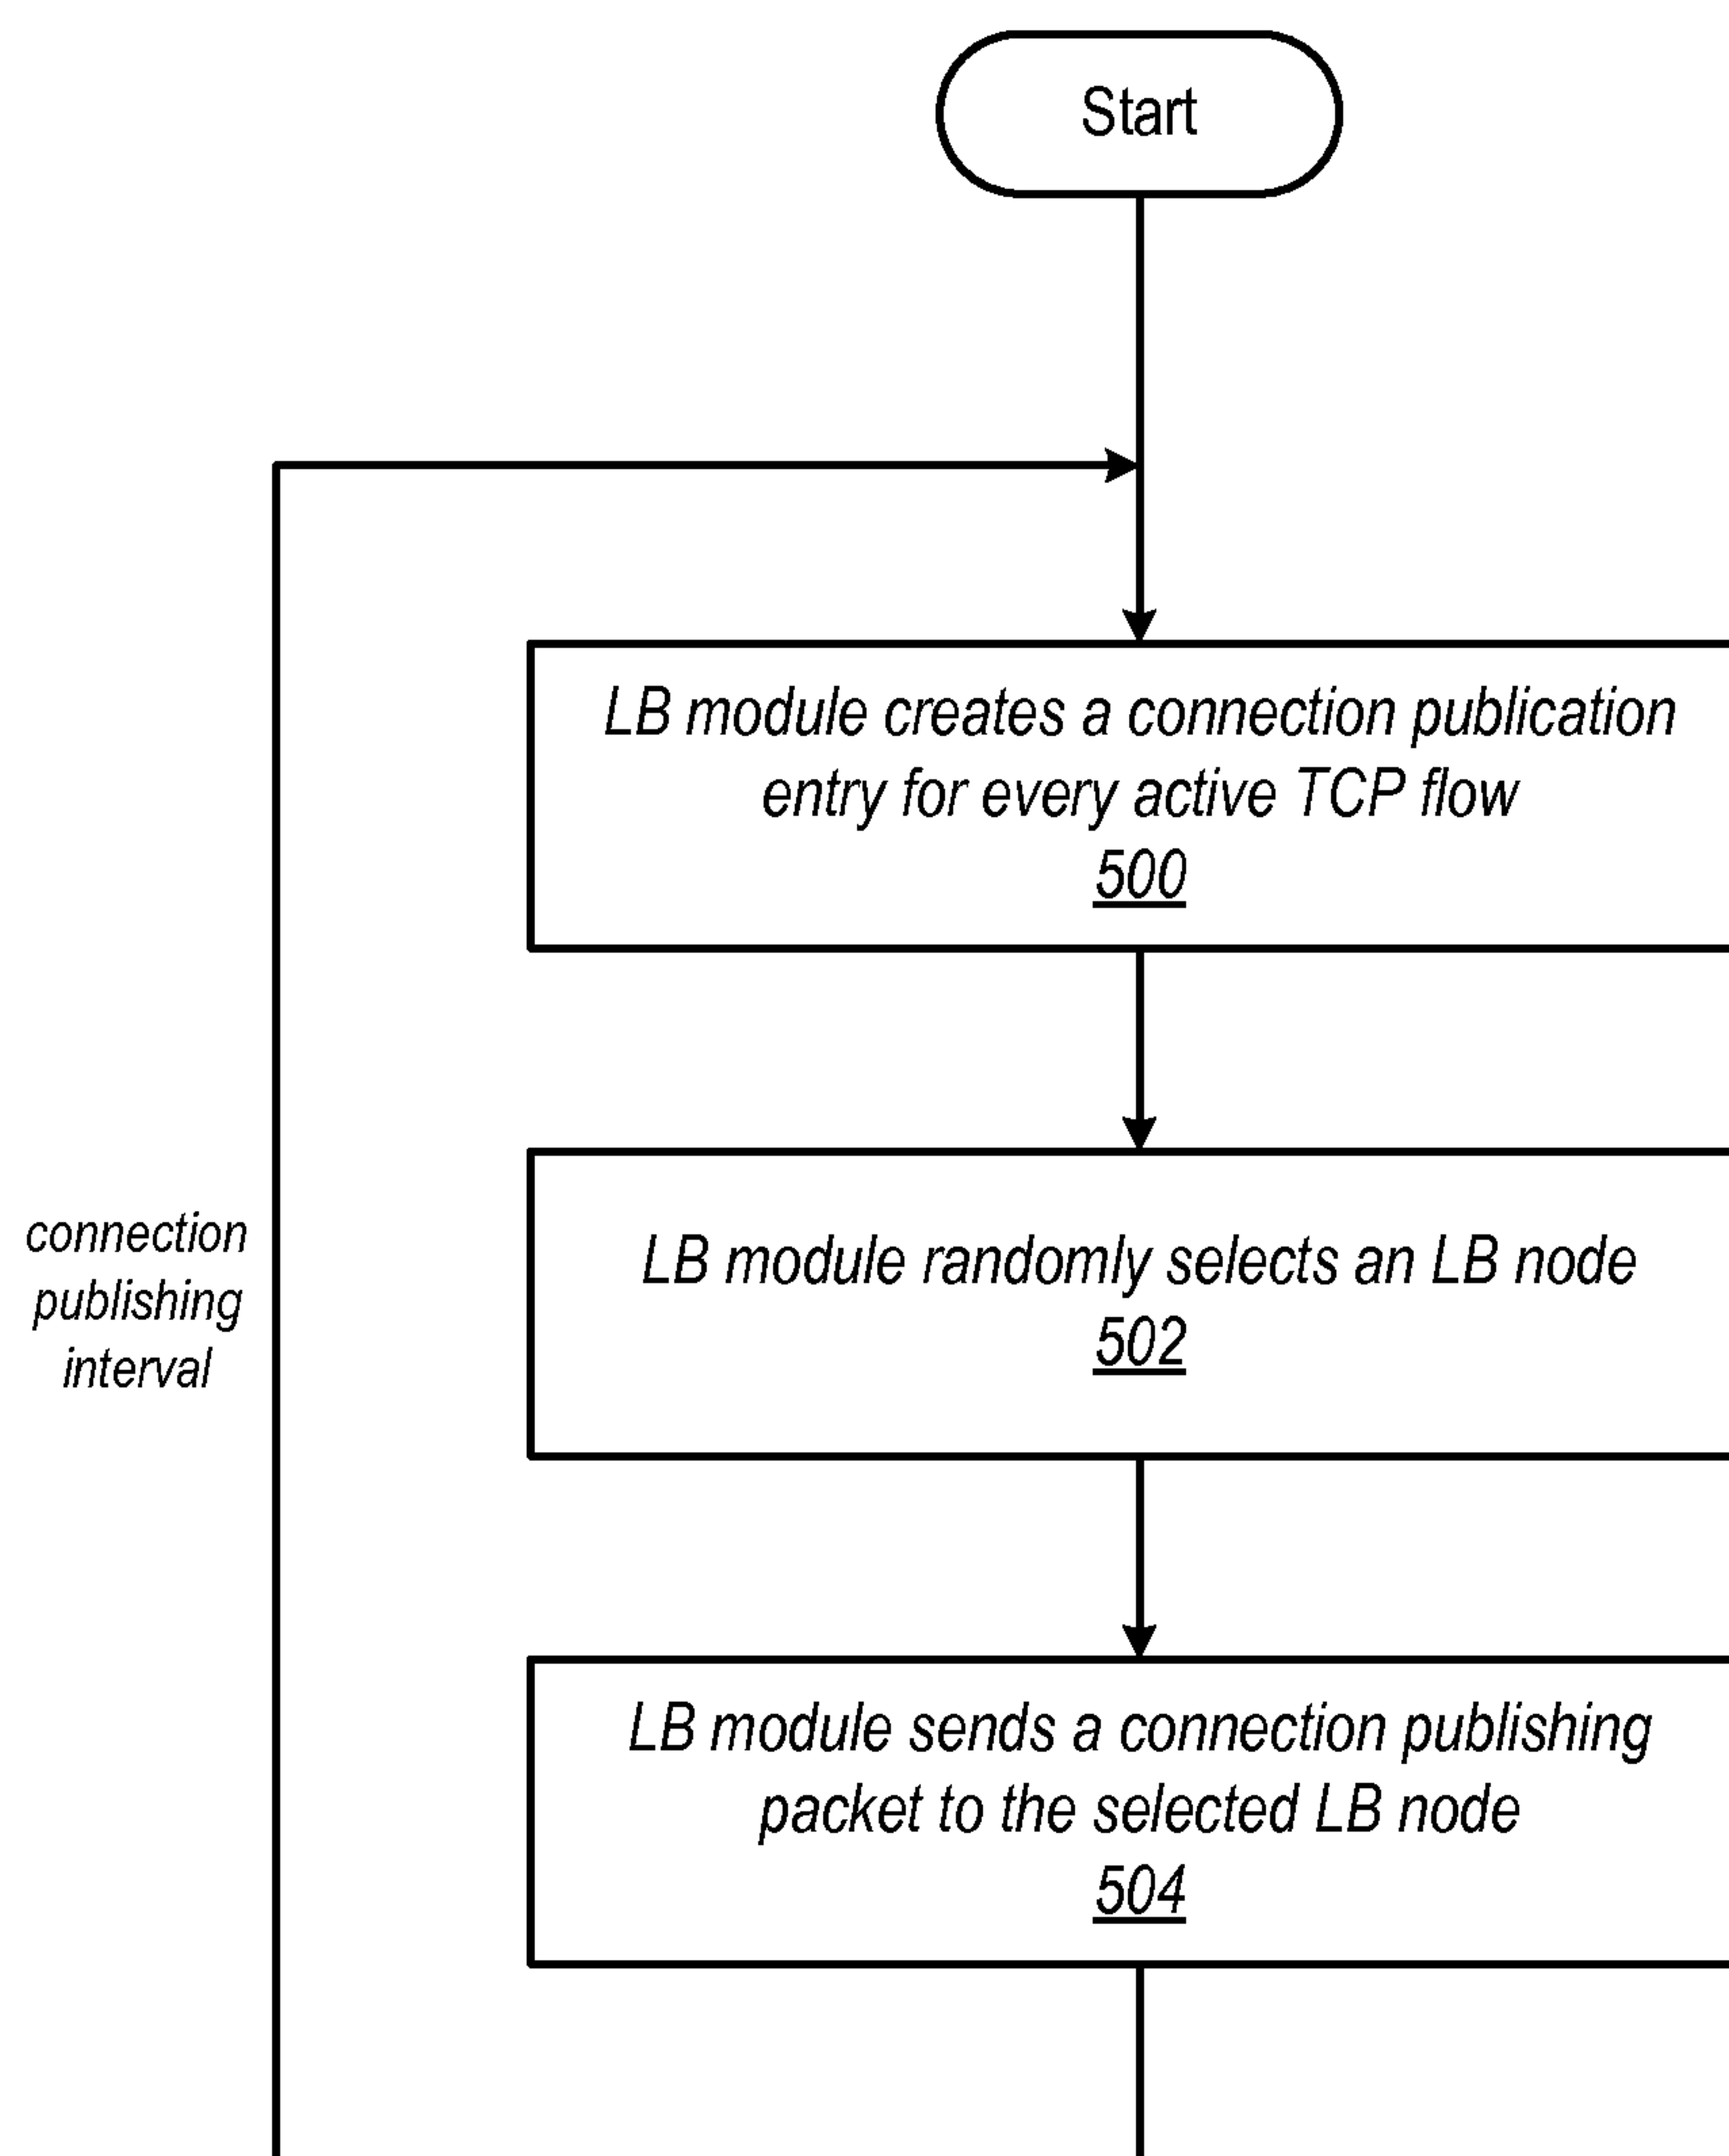 Start
LB module creates a connection publication
entry for every active TCP flow
500
connection
publishing
interval
LB module randomly selects an LB node
502
LB module sends a connection publishing
packet to the selected LB node
504